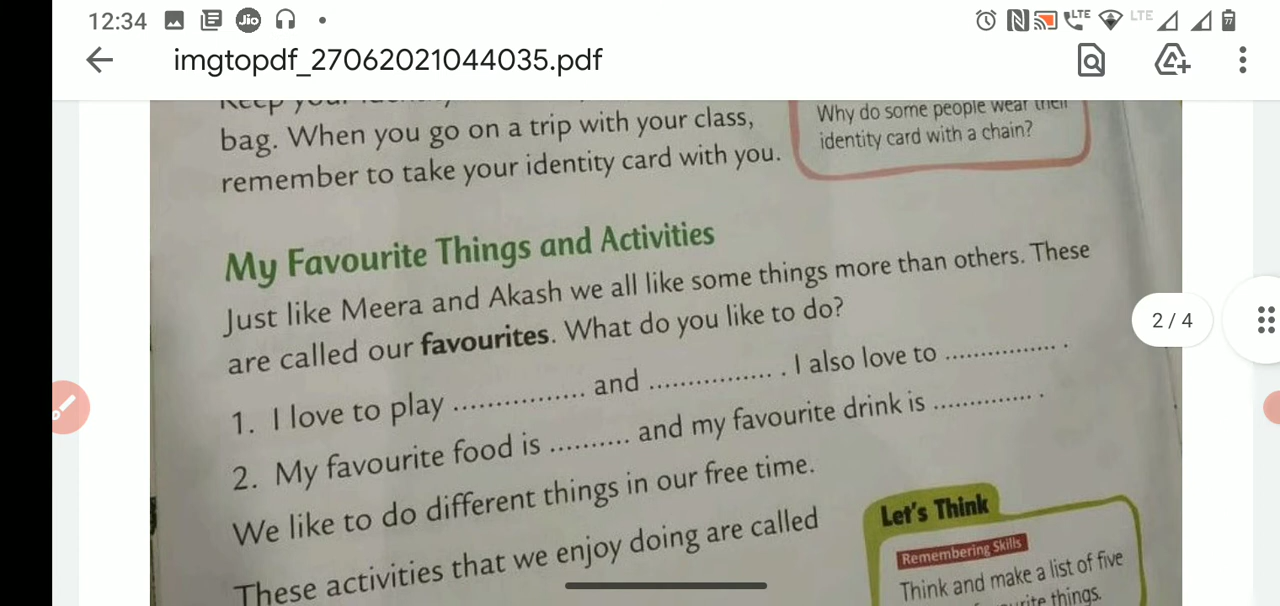 12:34 Jio LTE LTE 77
imgtopdf_27062021044035.pdf
bag. When you go on a trip with your class,
remember to take your identity card with you.
Why do some people wear their
identity card with a chain?
My Favourite Things and Activities
Just like Meera and Akash we all like some things more than others. These
are called our favourites. What do you like to do?
2 / 4
1. I love to play ................ and ............... . I also love to .............. .
2. My favourite food is .......... and my favourite drink is ............ .
We like to do different things in our free time.
These activities that we enjoy doing are called
Let's Think
Remembering Skills
Think and make a list of five
things.